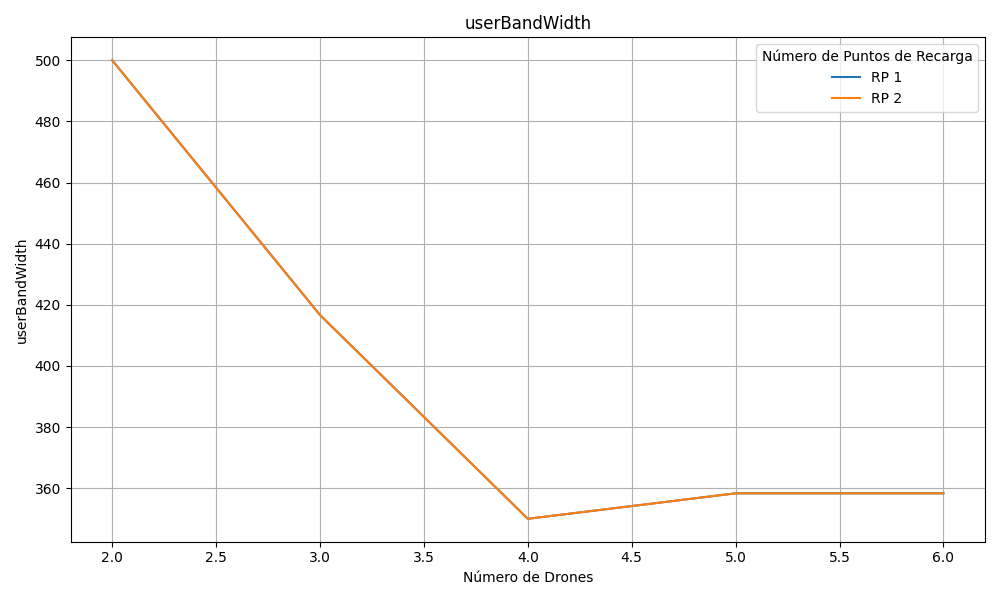 userBandWidth
Número de Puntos de Recarga
RP 1
RP 2
userBandWidth
500
480
460
440
420
400
380
360
2.0
2.5
3.0
3.5
4.0
4.5
5.0
5.5
6.0
Número de Drones